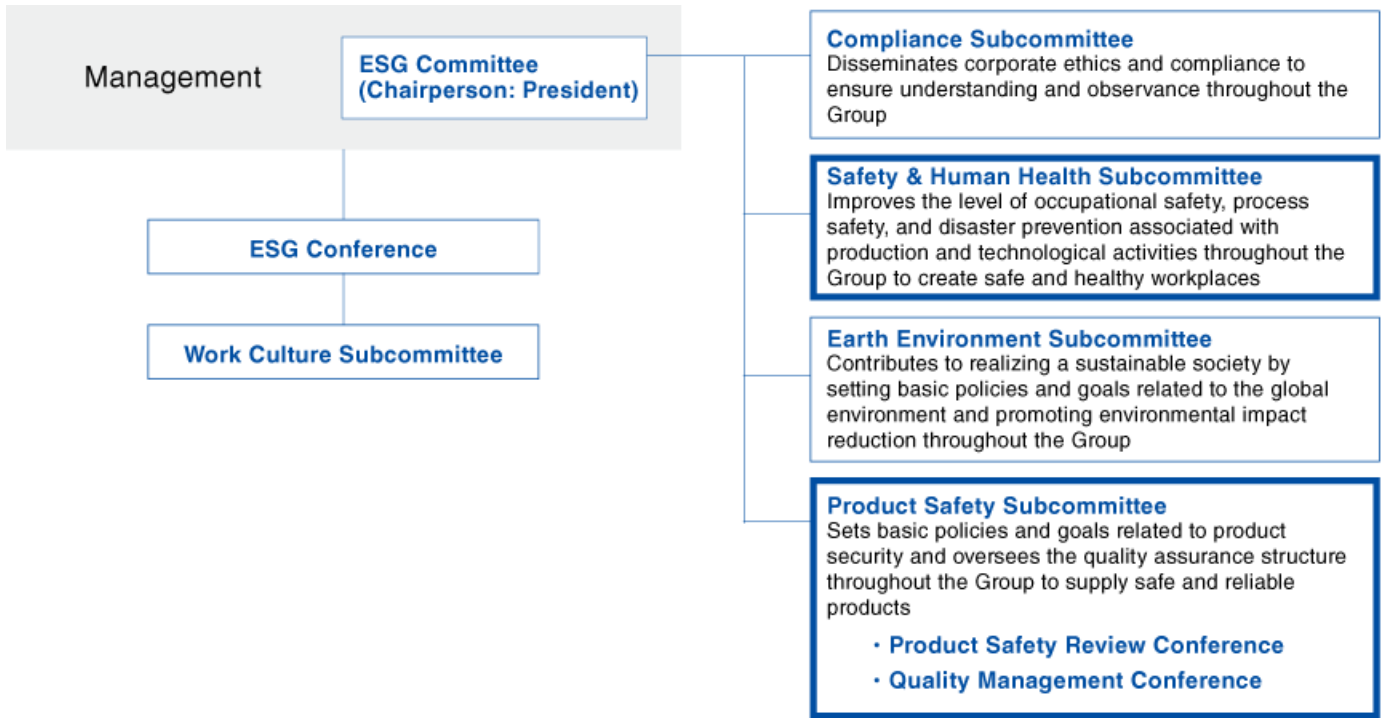 Management
ESG Committee
(Chairperson: President)
ESG Conference
Work Culture Subcommittee
Compliance Subcommittee
Disseminates corporate ethics and compliance to
ensure understanding and observance throughout the
Group
Safety & Human Health Subcommittee
Improves the level of occupational safety, process
safety, and disaster prevention associated with
production and technological activities throughout the
Group to create safe and healthy workplaces
Earth Environment Subcommittee
Contributes to realizing a sustainable society by
setting basic policies and goals related to the global
environment and promoting environmental impact
reduction throughout the Group
Product Safety Subcommittee
Sets basic policies and goals related to product
security and oversees the quality assurance structure
throughout the Group to supply safe and reliable
products
・Product Safety Review Conference
・Quality Management Conference